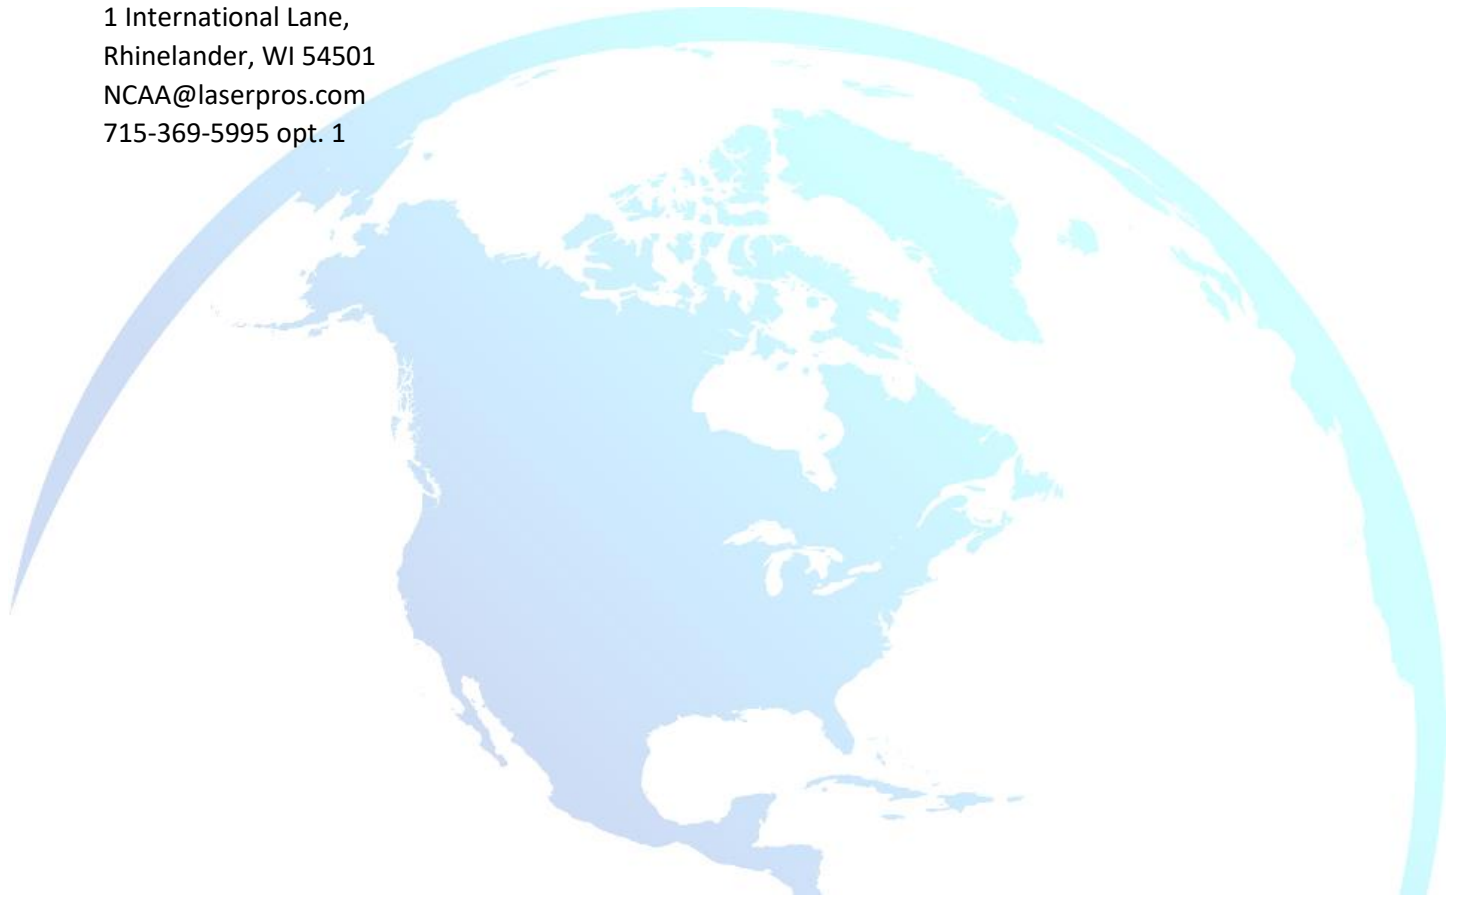 1 International Lane,
Rhinelander, WI 54501
NCAA@laserpros.com
715-369-5995 opt. 1